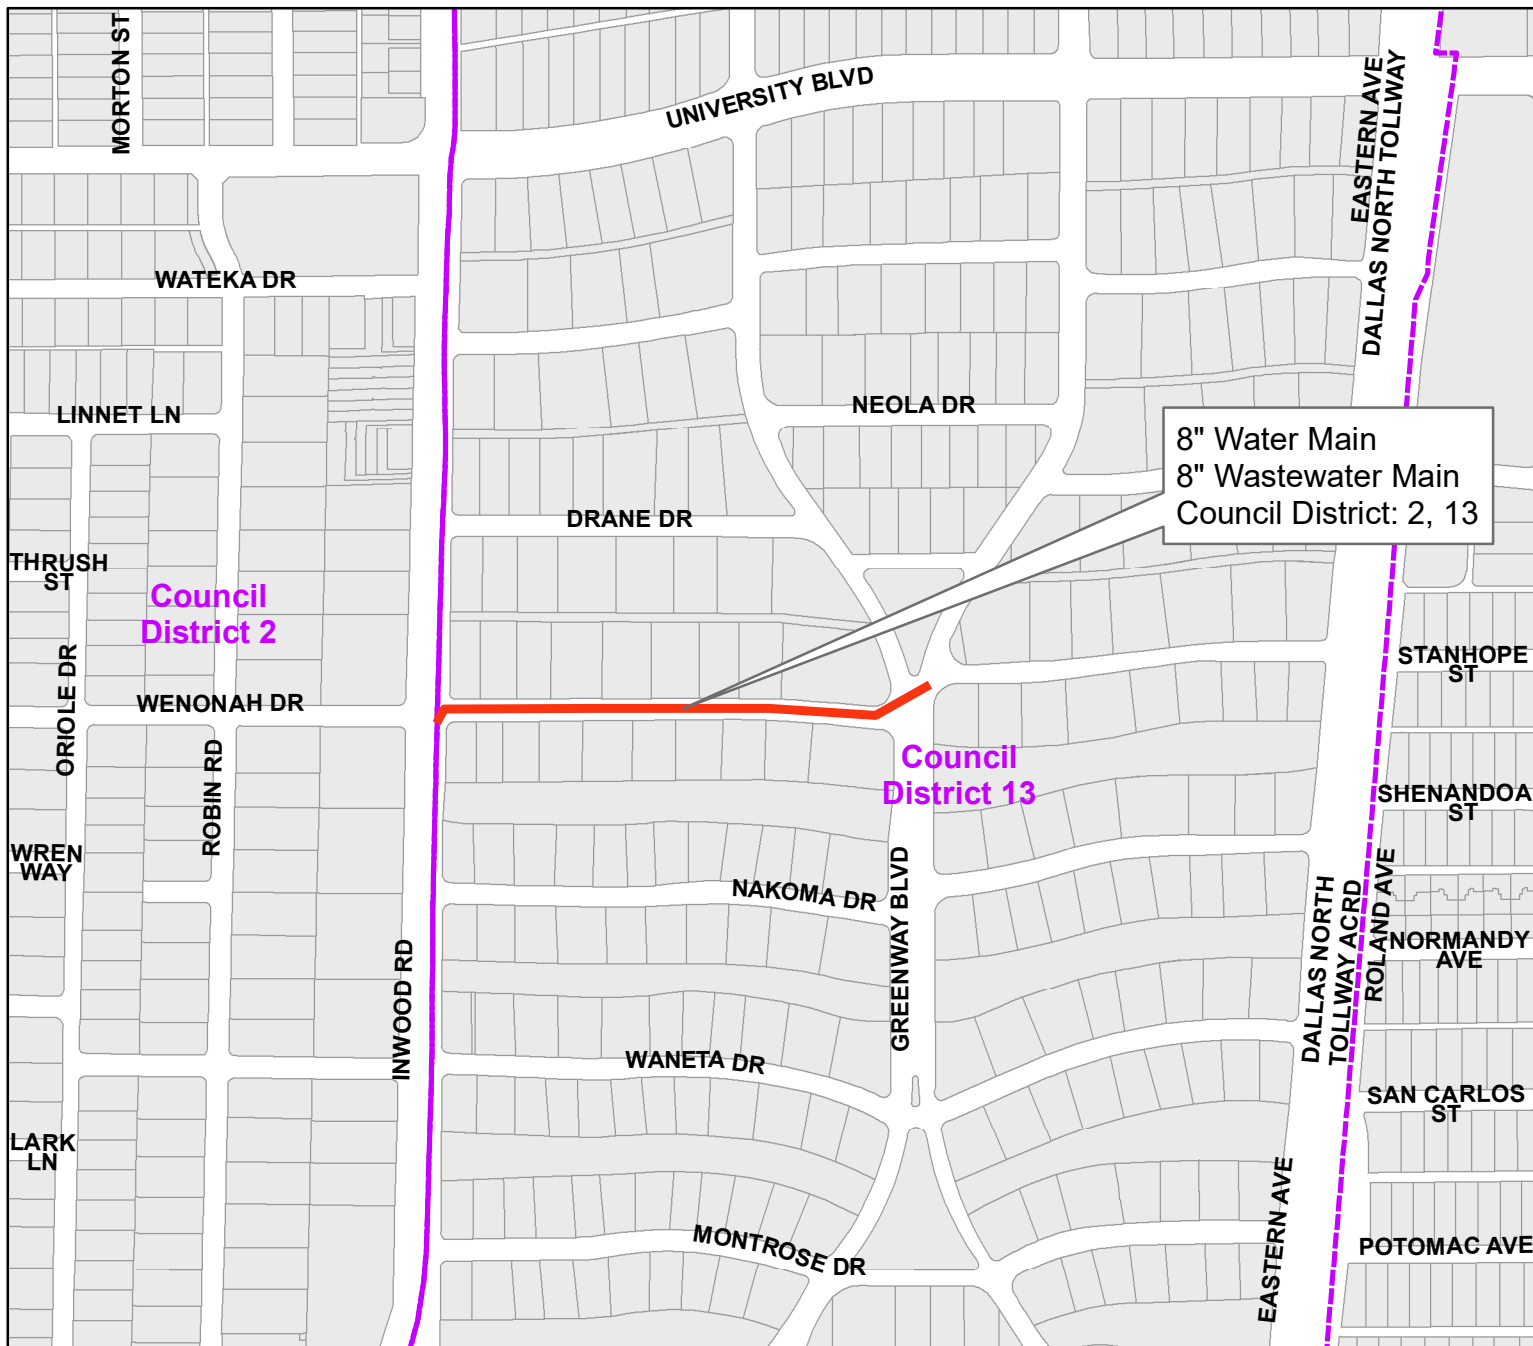 MORTON ST
UNIVERSITY BLVD
EASTERN AVE
DALLAS NORTH TOLLWAY
WATEKA DR
LINNET LN
NEOLA DR
8" Water Main
8" Wastewater Main
Council District: 2, 13
DRANE DR
THRUSH
ST
Council
District 2
ORIOLE DR
WENONAH DR
STANHOPE
ST
ROBIN RD
Council
District 13
SHENANDOA
ST
WREN
WAY
NAKOMA DR
GREENWAY BLVD
INWOOD RD
DALLAS NORTH
TOLLWAY ACRD
ROLAND AVE
NORMANDY
AVE
WANETA DR
SAN CARLOS
ST
LARK
LN
MONTROSE DR
EASTERN AVE
POTOMAC AVE